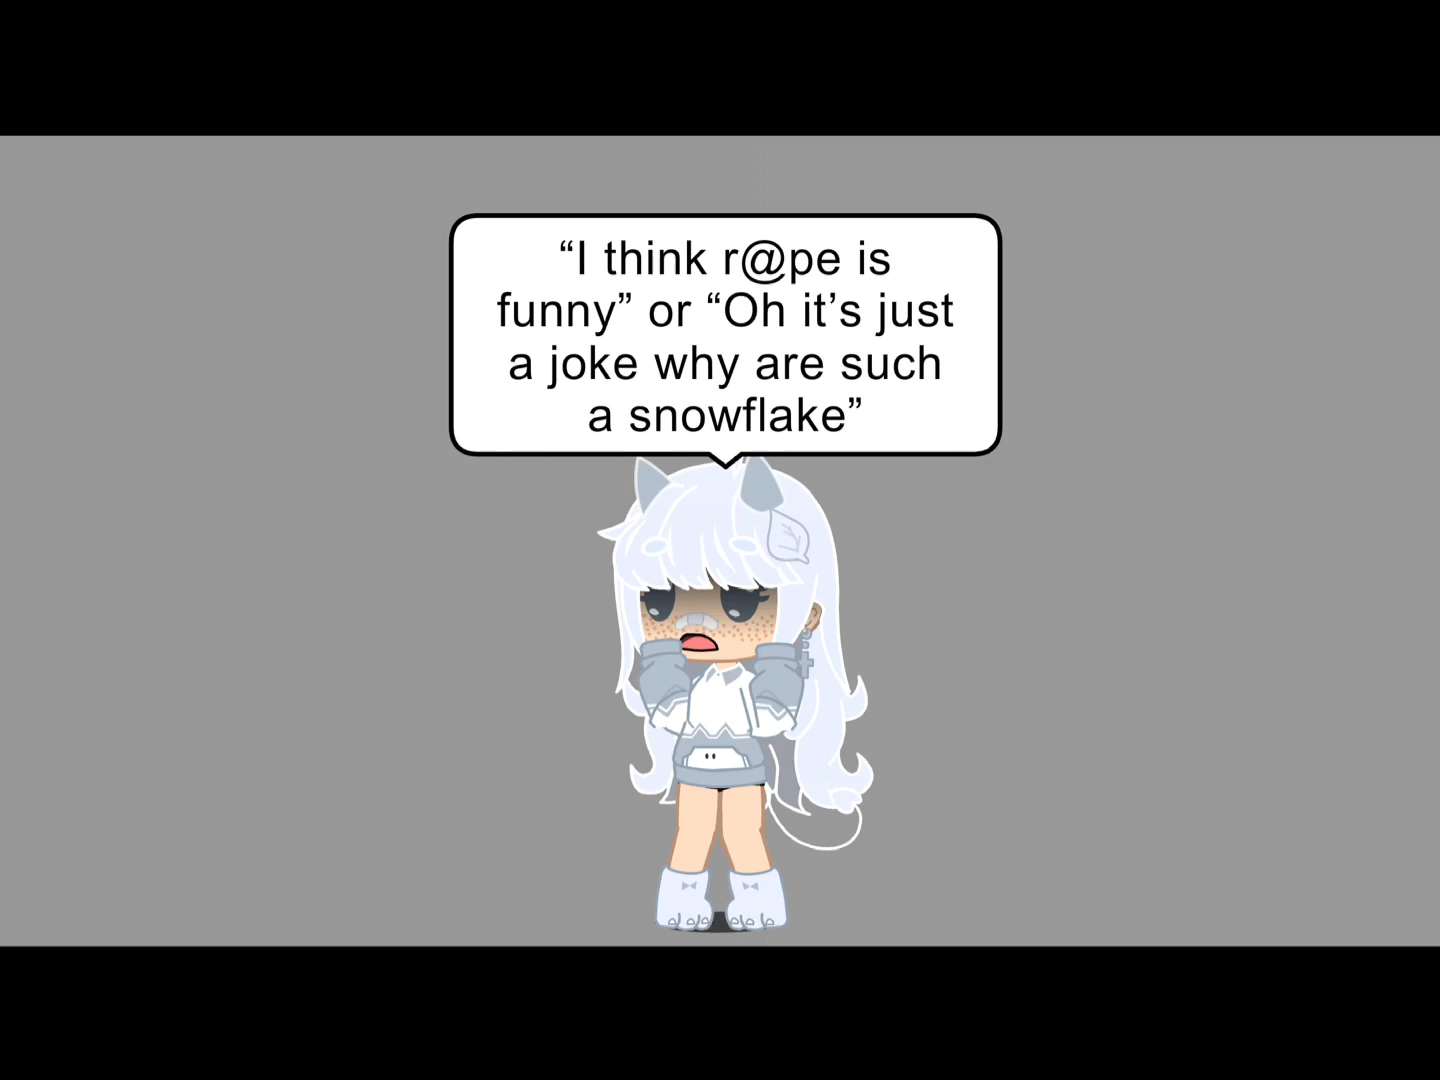 “I think r@pe is
funny” or “Oh it’s just
a joke why are such
a snowflake”